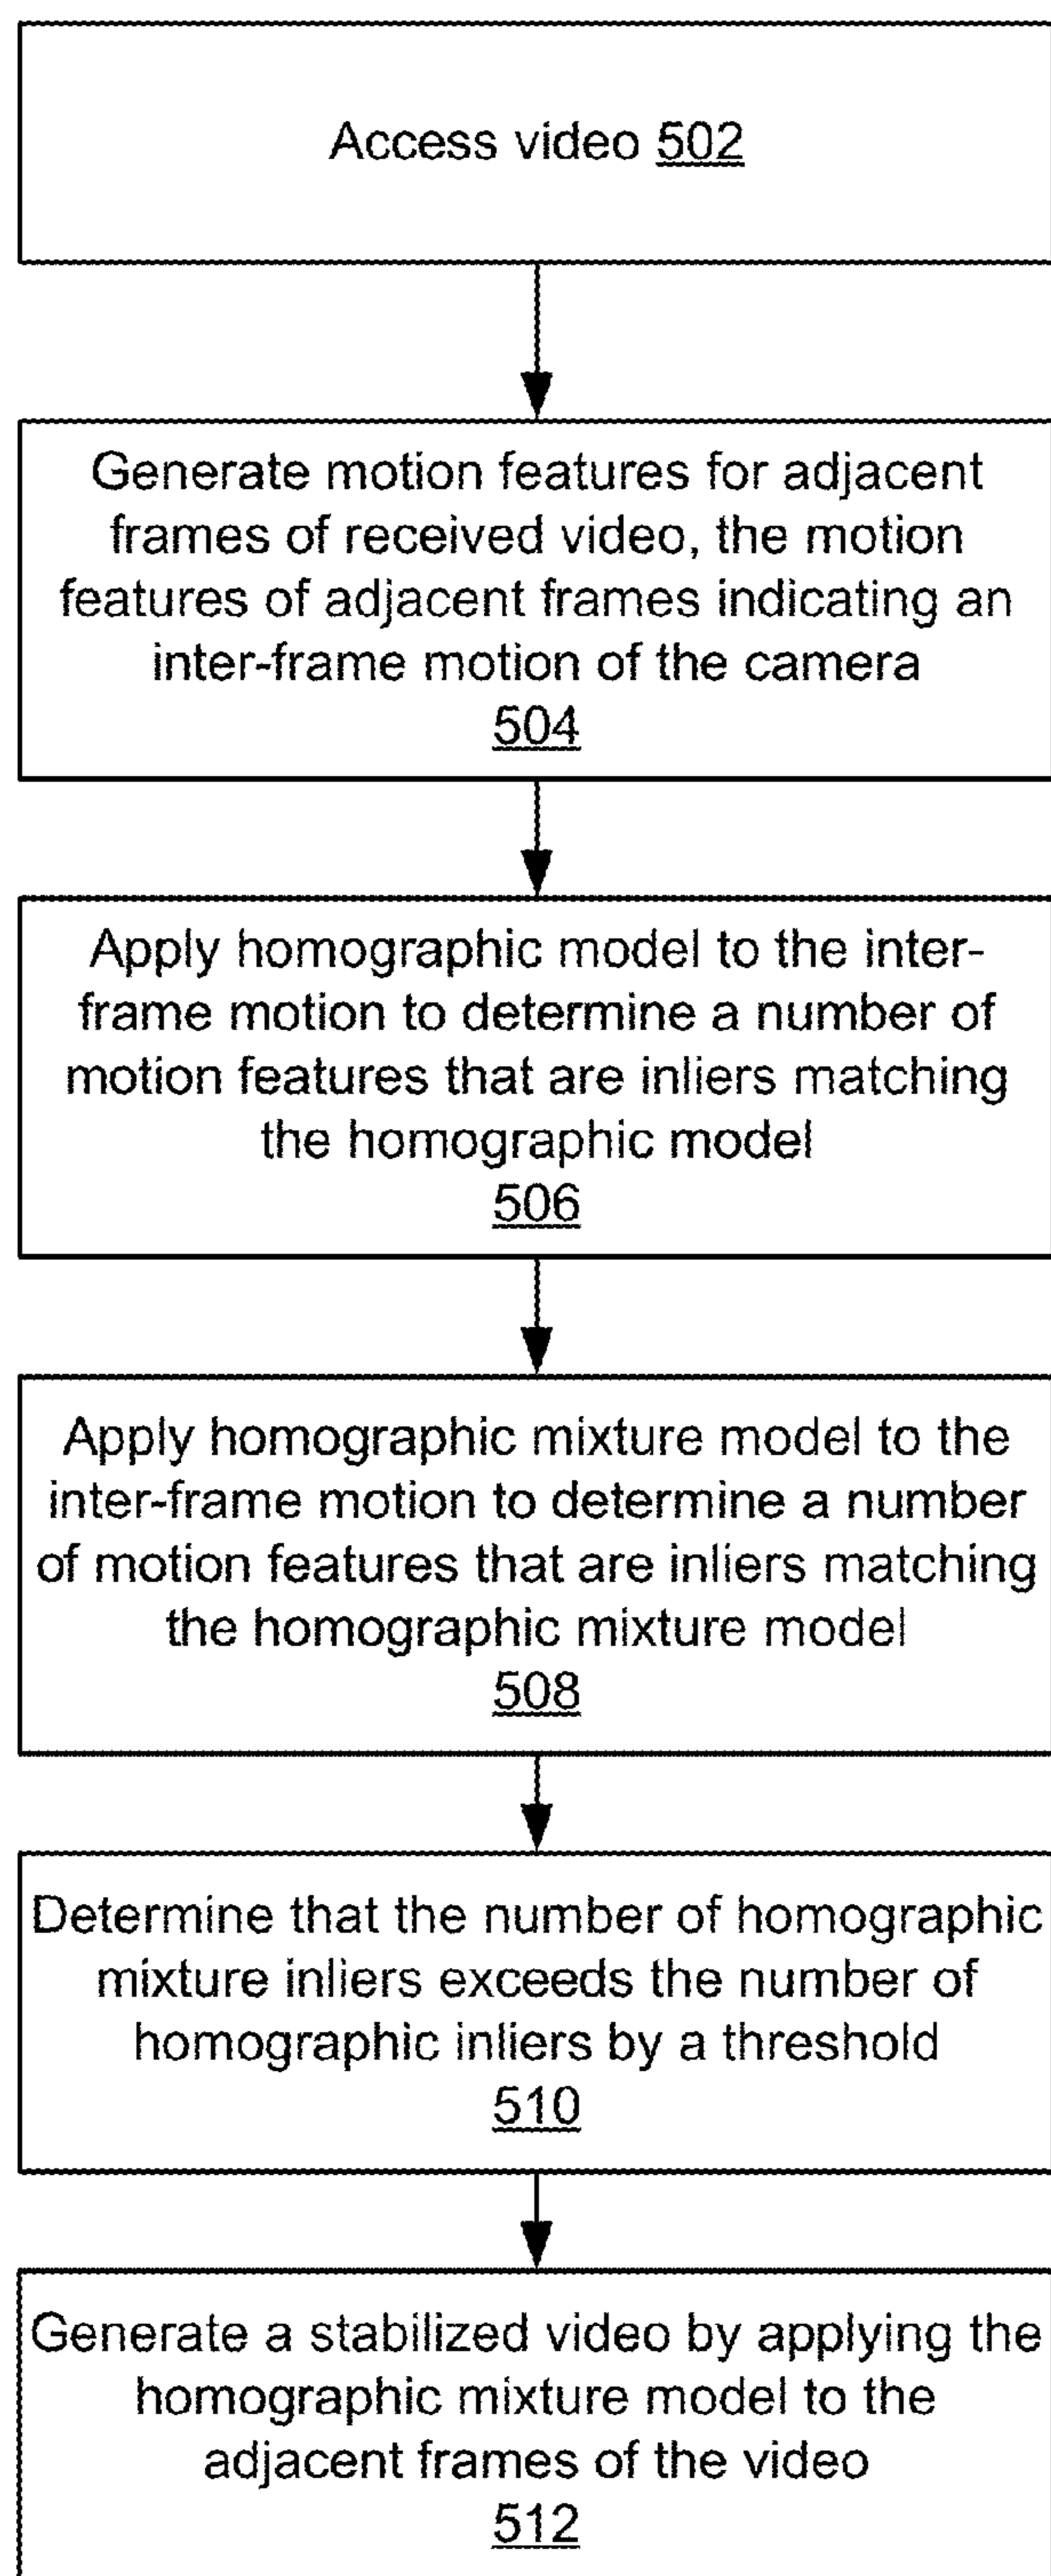 Access video 502
Generate motion features for adjacent
frames of received video, the motion
features of adjacent frames indicating an
inter-frame motion of the camera
504
Apply homographic model to the inter-
frame motion to determine a number of
motion features that are inliers matching
the homographic model
506
Apply homographic mixture model to the
inter-frame motion to determine a number
of motion features that are inliers matching
the homographic mixture model
508
Determine that the number of homographic
mixture inliers exceeds the number of
homographic inliers by a threshold
510
Generate a stabilized video by applying the
homographic mixture model to the
adjacent frames of the video
512